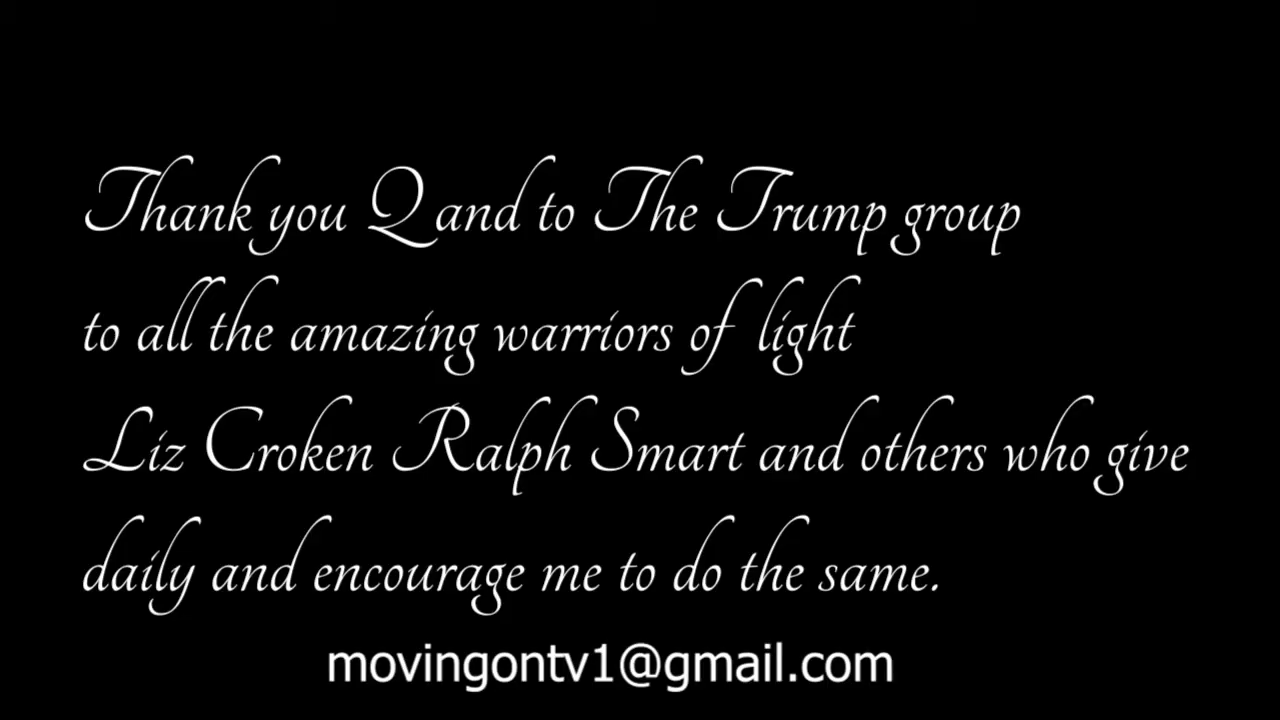 Thank you Q and to The Trump group
to all the amazing warriors of light
Liz Croken Ralph Smart and others who give
daily and encourage me to do the same.
movingontv1@gmail.com